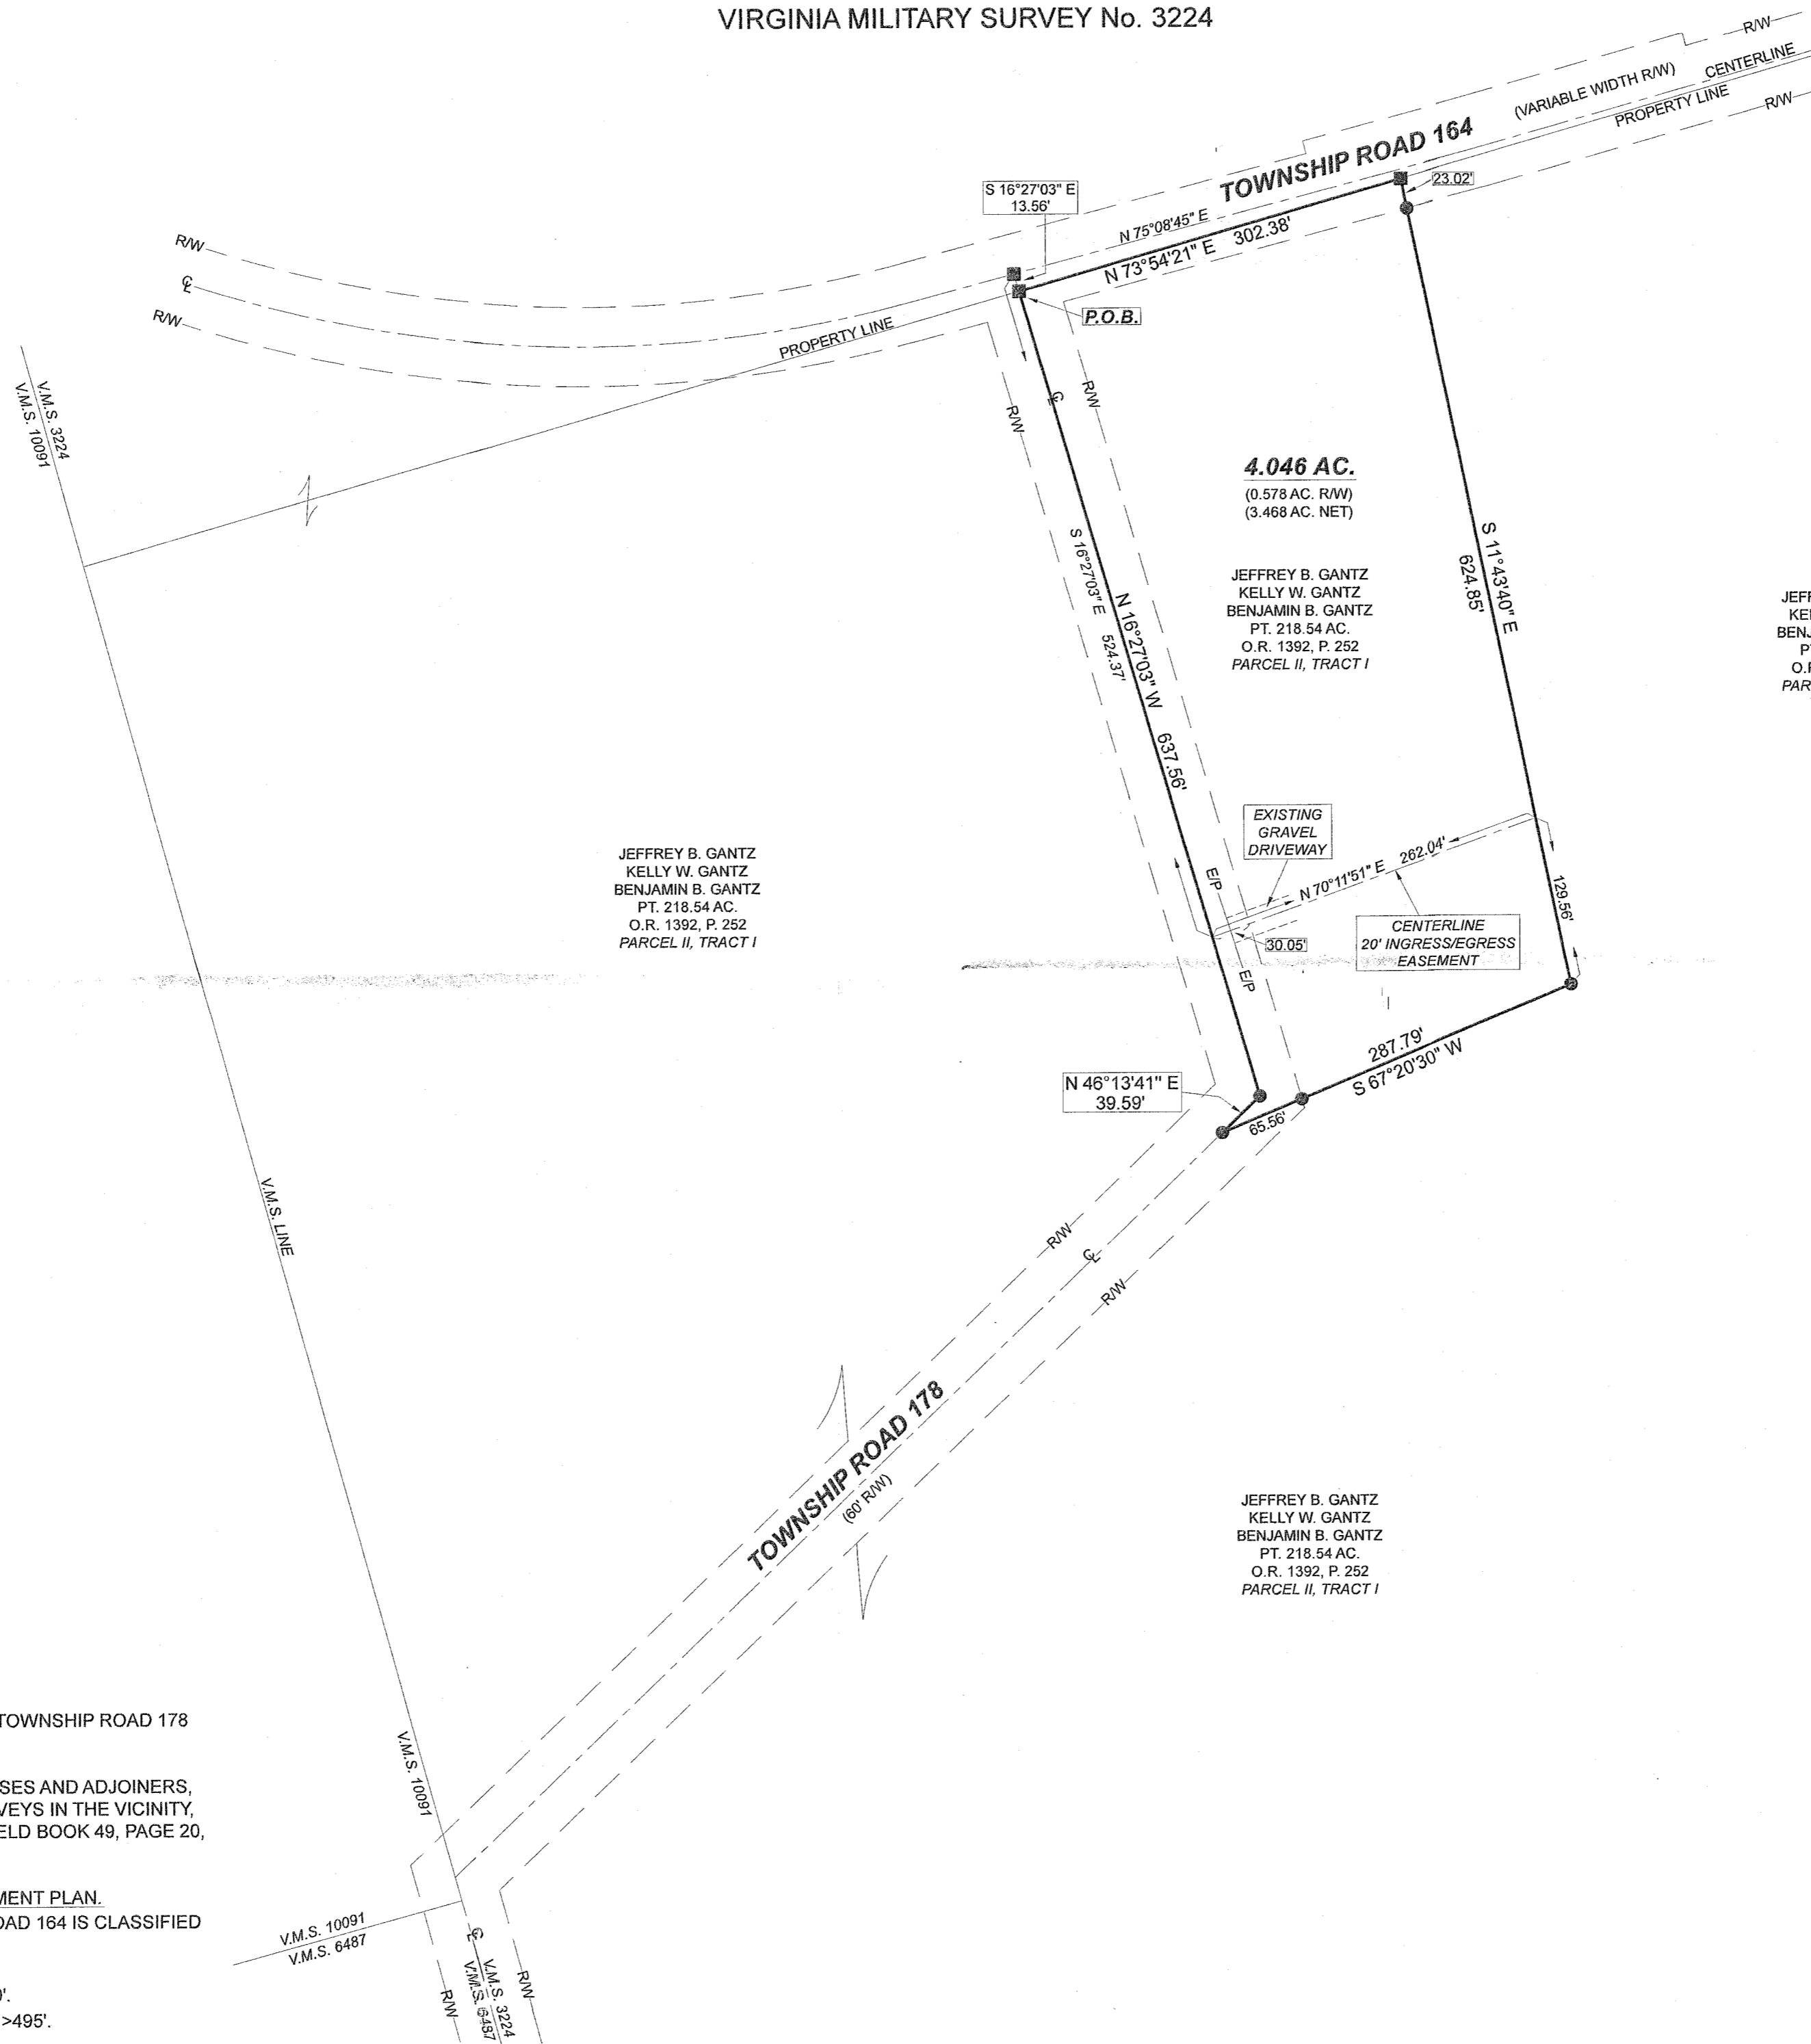 VIRGINIA MILITARY SURVEY No. 3224
R/W
(VARIABLE WIDTH R/W)
CENTERLINE
PROPERTY LINE
R/W
TOWNSHIP ROAD 164
23.02'
S 16°27'03" E
13.56'
N 75°08'45" E
N 73°54'21" E 302.38'
R/W
℄
R/W
P.O.B.
PROPERTY LINE
V.M.S. 3224
V.M.S. 10091
R/W
℄
R/W
4.046 AC.
(0.578 AC. R/W)
(3.468 AC. NET)
S 16°27'03" E 524.37'
N 16°27'03" W 637.56'
S 11°43'40" E
624.85'
JEFFREY B. GANTZ
KELLY W. GANTZ
BENJAMIN B. GANTZ
PT. 218.54 AC.
O.R. 1392, P. 252
PARCEL II, TRACT I
JEFF
KEL
BENJ
PT
O.R
PAR
EXISTING
GRAVEL
DRIVEWAY
N 70°11'51" E 262.04'
129.56'
E/P
30.05'
E/P
CENTERLINE
20' INGRESS/EGRESS
EASEMENT
JEFFREY B. GANTZ
KELLY W. GANTZ
BENJAMIN B. GANTZ
PT. 218.54 AC.
O.R. 1392, P. 252
PARCEL II, TRACT I
287.79'
S 67°20'30" W
N 46°13'41" E
39.59'
65.56'
V.M.S. LINE
R/W
℄
R/W
TOWNSHIP ROAD 178
(60' R/W)
JEFFREY B. GANTZ
KELLY W. GANTZ
BENJAMIN B. GANTZ
PT. 218.54 AC.
O.R. 1392, P. 252
PARCEL II, TRACT I
TOWNSHIP ROAD 178
SES AND ADJOINERS,
VEYS IN THE VICINITY,
ELD BOOK 49, PAGE 20,
V.M.S. 10091
MENT PLAN.
OAD 164 IS CLASSIFIED
V.M.S. 10091
V.M.S. 6487
℄
V.M.S. 3224
V.M.S. 6487
R/W
R/W
>495'.